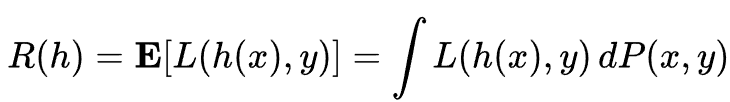 R(h) = E[L(h(x), y)] = ∫ L(h(x), y) dP(x, y)